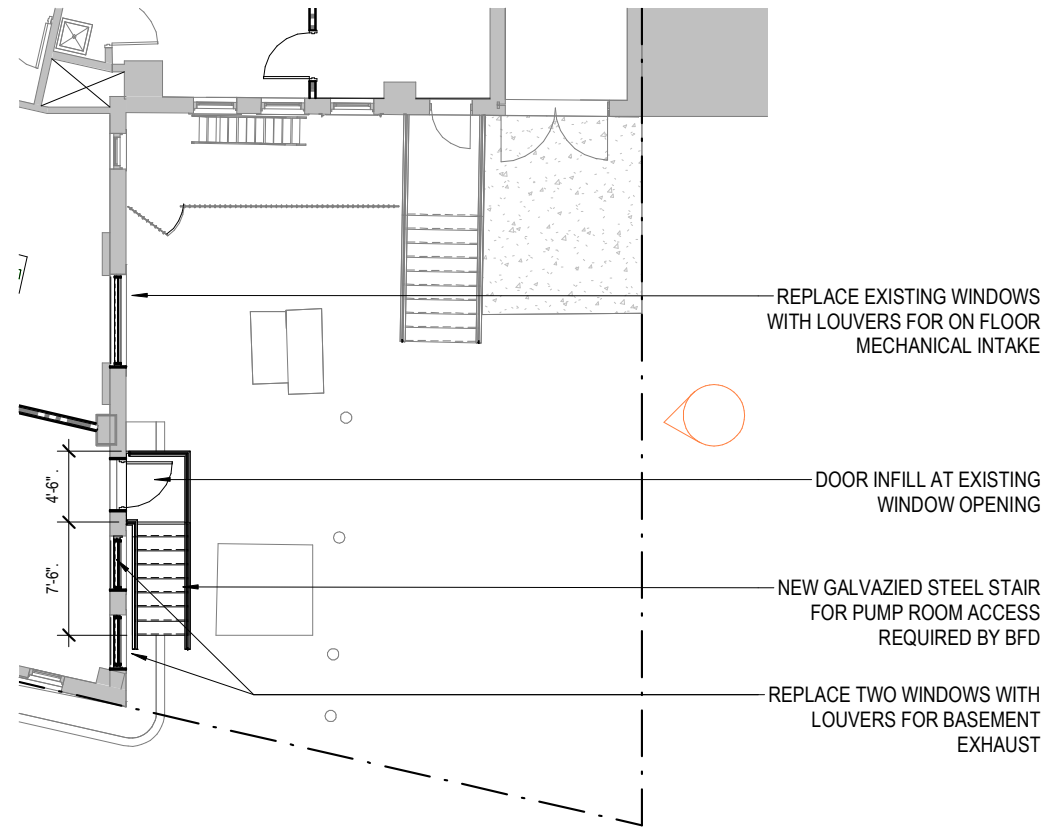 REPLACE EXISTING WINDOWS
WITH LOUVERS FOR ON FLOOR
MECHANICAL INTAKE
4'-6".
DOOR INFILL AT EXISTING
WINDOW OPENING
7'-6".
NEW GALVAZIED STEEL STAIR
FOR PUMP ROOM ACCESS
REQUIRED BY BFD
REPLACE TWO WINDOWS WITH
LOUVERS FOR BASEMENT
EXHAUST